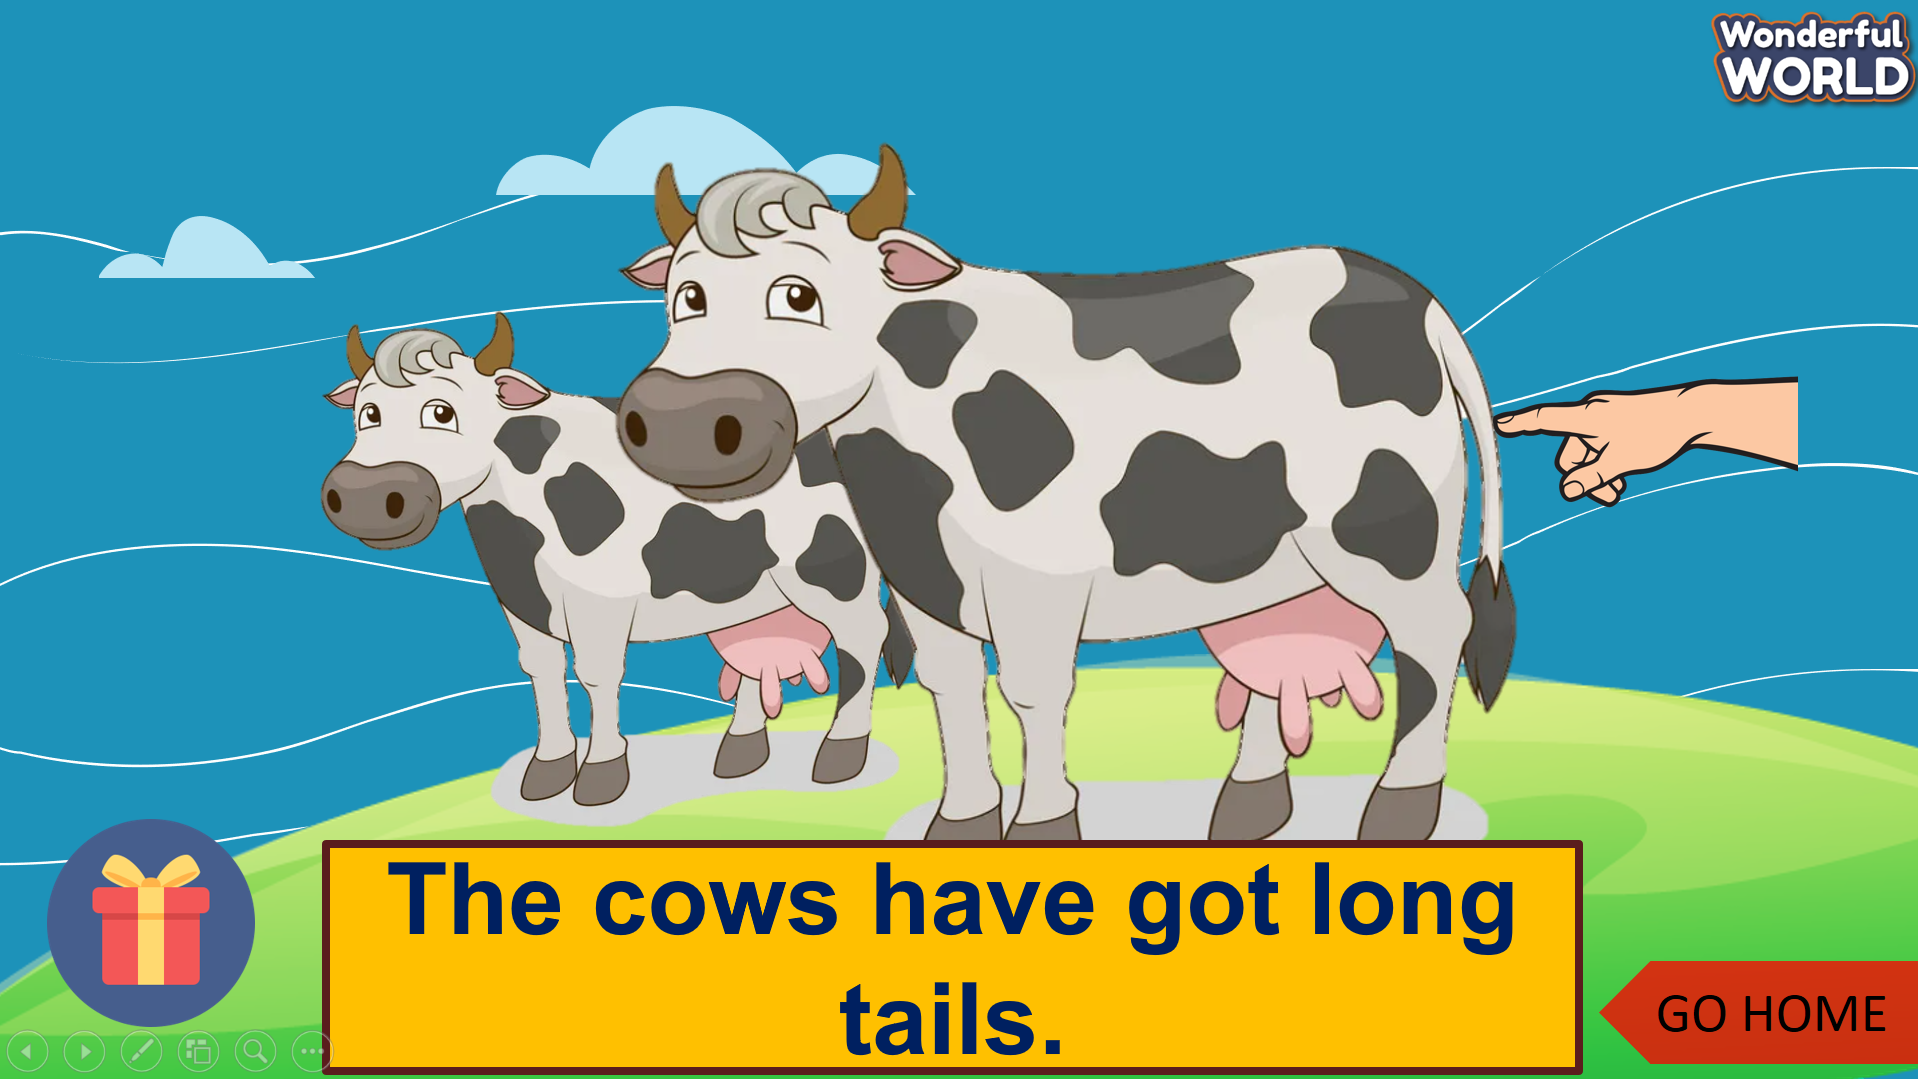 Wonderful
WORLD
The cows have got long
tails.
GO HOME